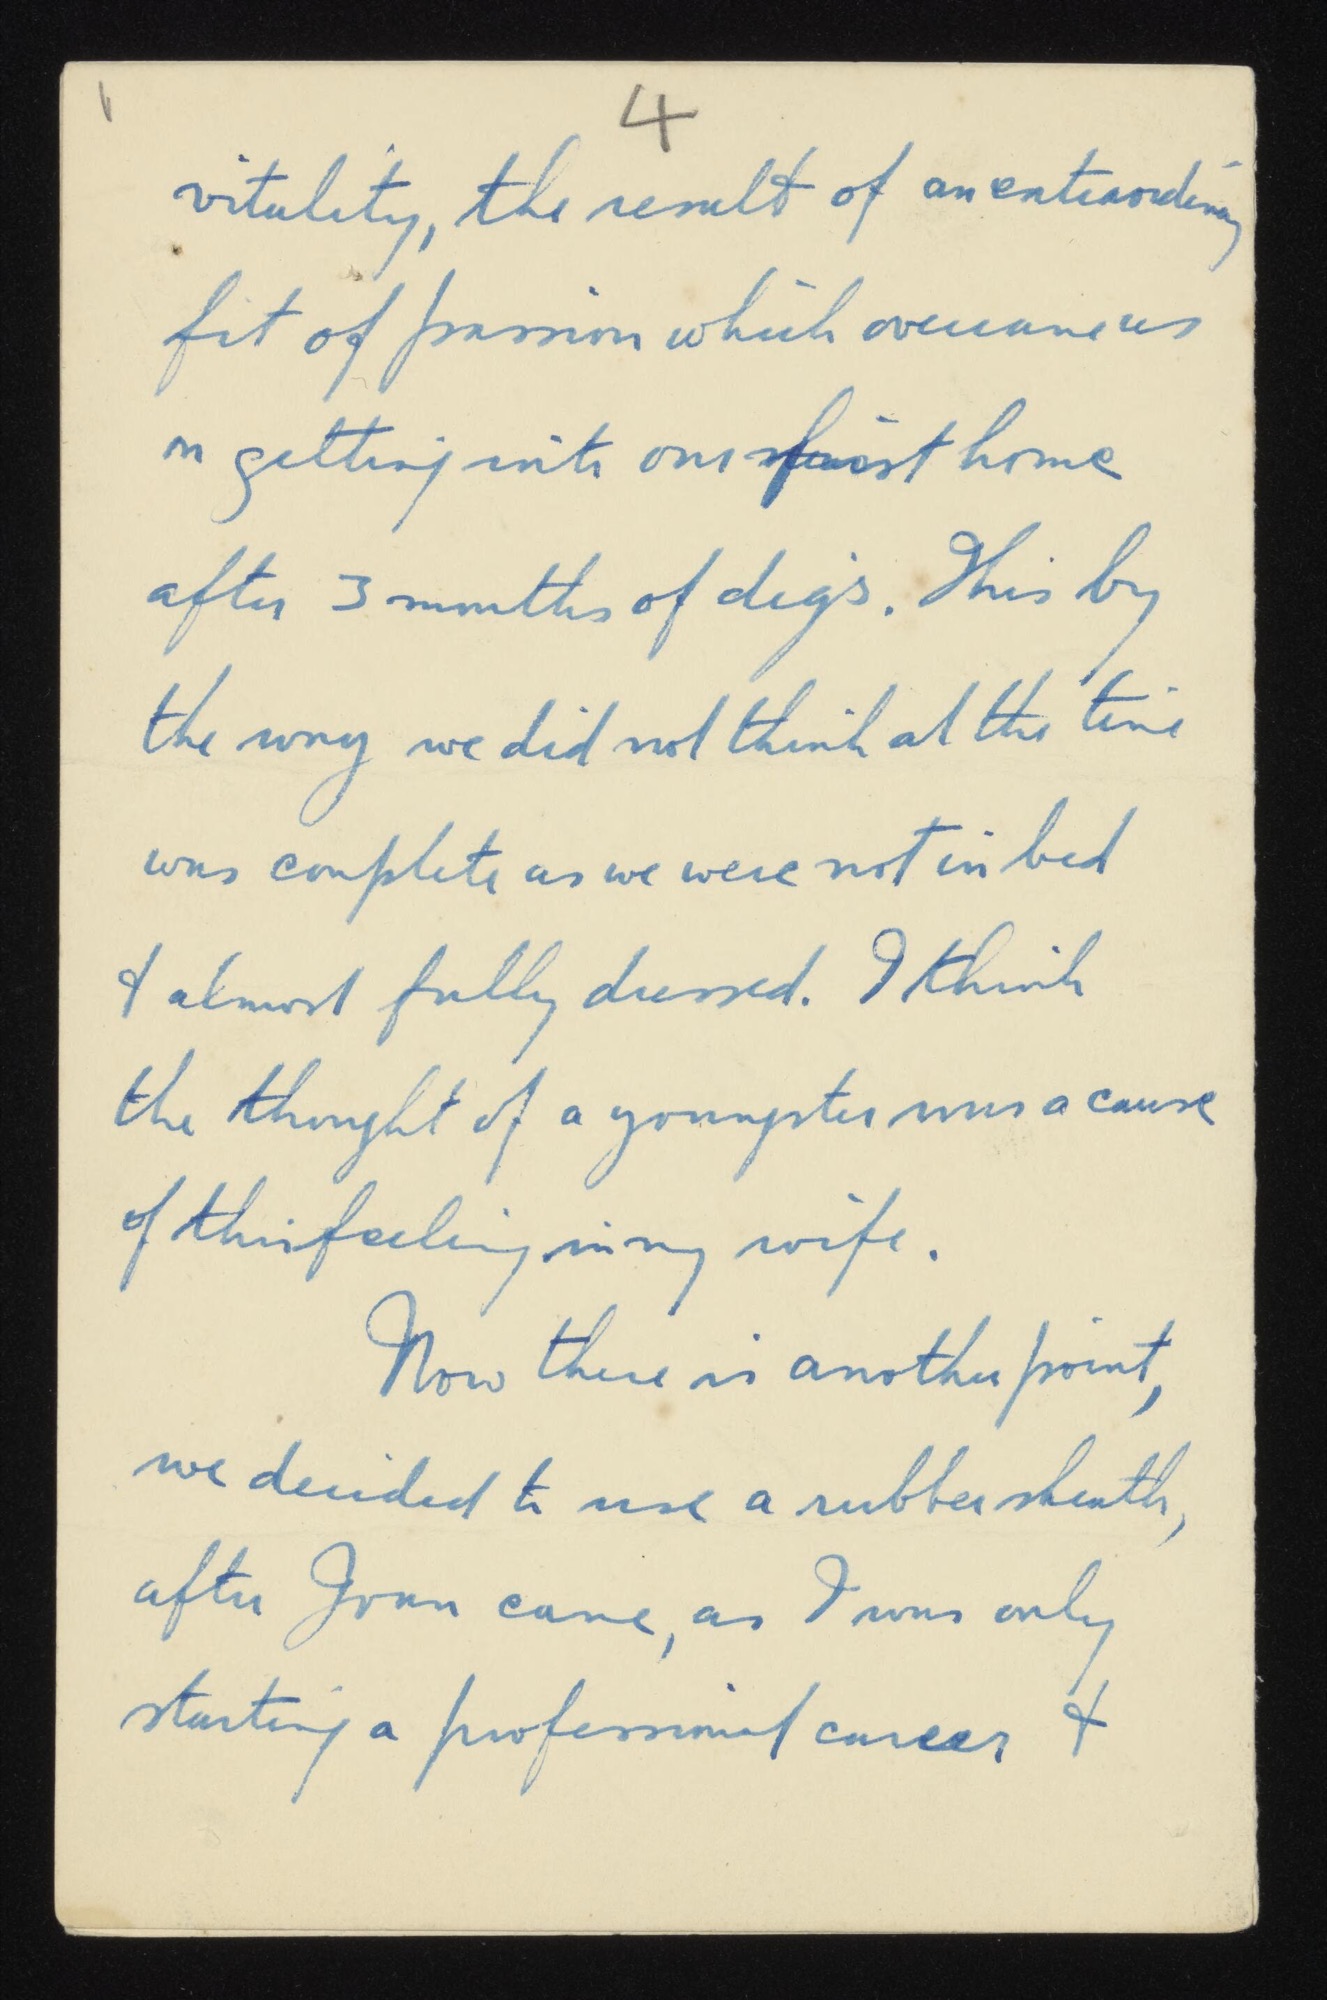 4
vitality, the result of an extraordinary
fit of passion which overcame us
on getting into our first home
after 3 months of digs. This by
the way we did not think at the time
was complete as we were not in bed
& almost fully dressed. I think
the thought of a youngster was a cause
of this feeling in my wife.
Now there is another point,
we decided to use a rubber sheath,
after Joan came, as I was only
starting a professional career &